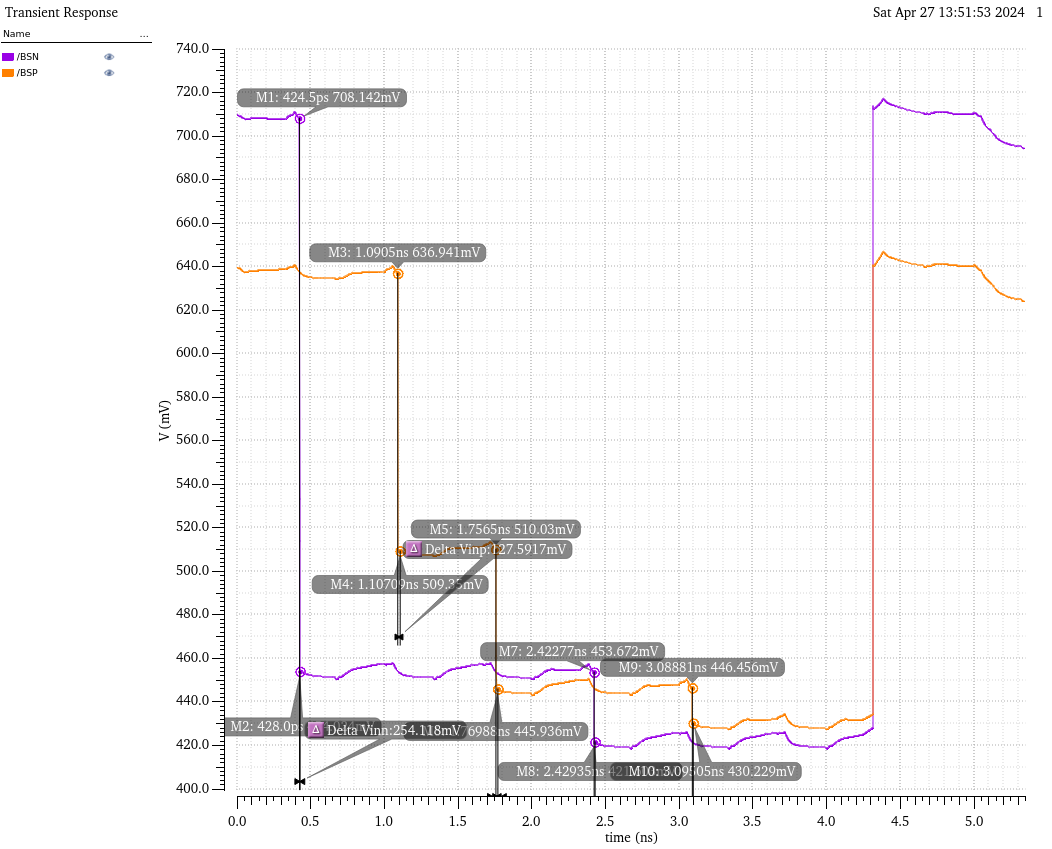 Transient Response
Sat Apr 27 13:51:53 2024 1
Name ...
/BSN
/BSP
740.0
720.0
700.0
680.0
660.0
640.0
620.0
600.0
580.0
560.0
540.0
520.0
500.0
480.0
460.0
440.0
420.0
400.0
V (mV)
M1: 424.5ps 708.142mV
M3: 1.0905ns 636.941mV
M5: 1.7565ns 510.03mV
Δ Delta Vinp:127.5917mV
M4: 1.10709ns 509.35mV
M7: 2.42277ns 453.672mV
M9: 3.08881ns 446.456mV
M2: 428.0ps
Δ Delta Vinn:254.118mV
6988ns 445.936mV
M8: 2.42935ns
M10: 3.09505ns 430.229mV
0.0 0.5 1.0 1.5 2.0 2.5 3.0 3.5 4.0 4.5 5.0
time (ns)